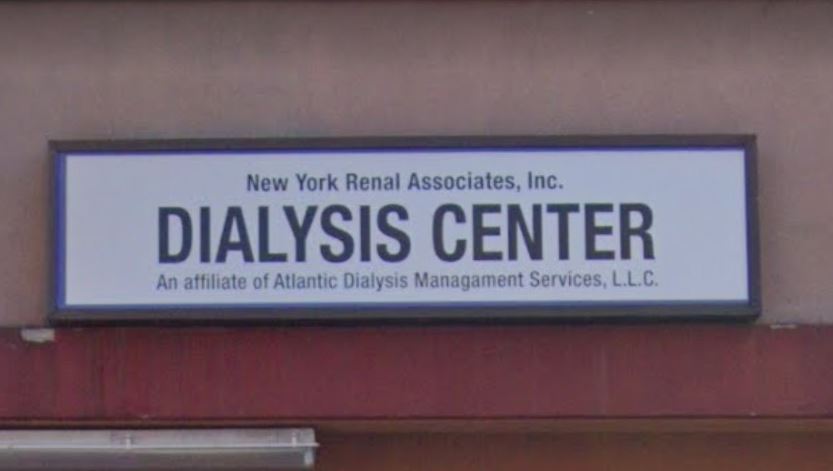 New York Renal Associates, Inc.
DIALYSIS CENTER
An affiliate of Atlantic Dialysis Managament Services, L.L.C.